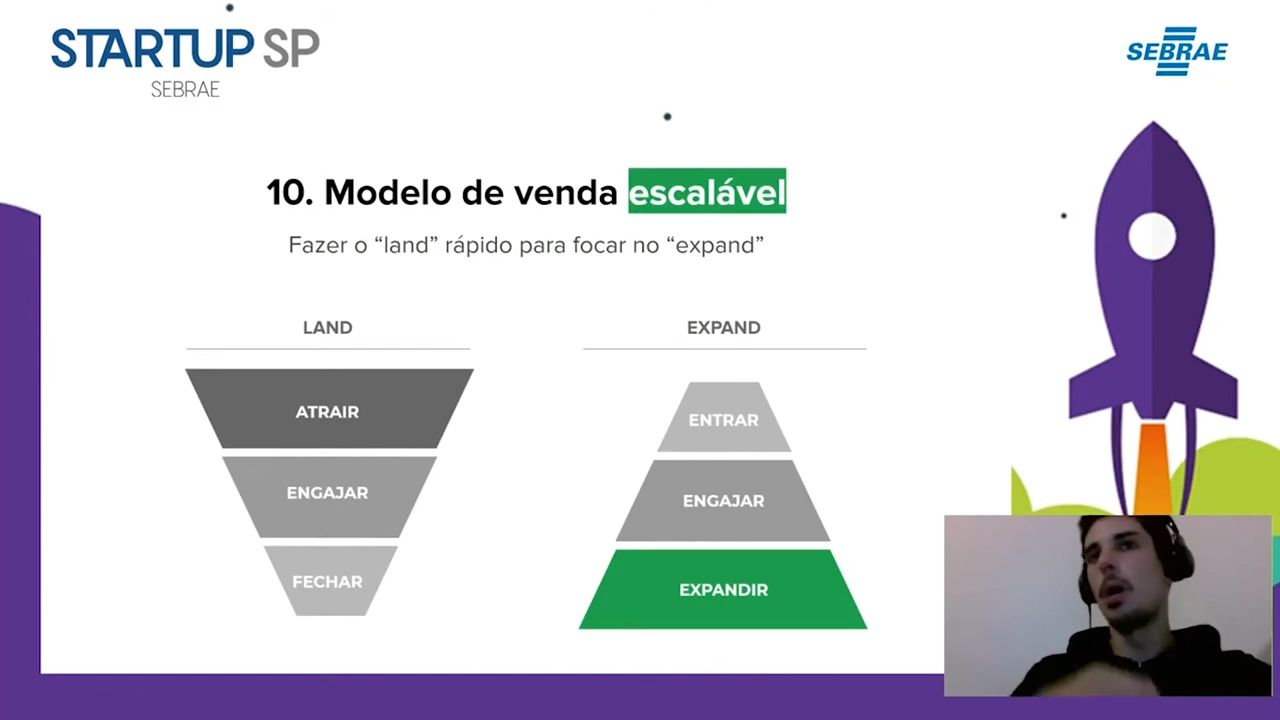 STARTUP SP
SEBRAE
SEBRAE
10. Modelo de venda escalável
Fazer o “land” rápido para focar no “expand”
LAND
EXPAND
ATRAIR
ENGAJAR
FECHAR
ENTRAR
ENGAJAR
EXPANDIR